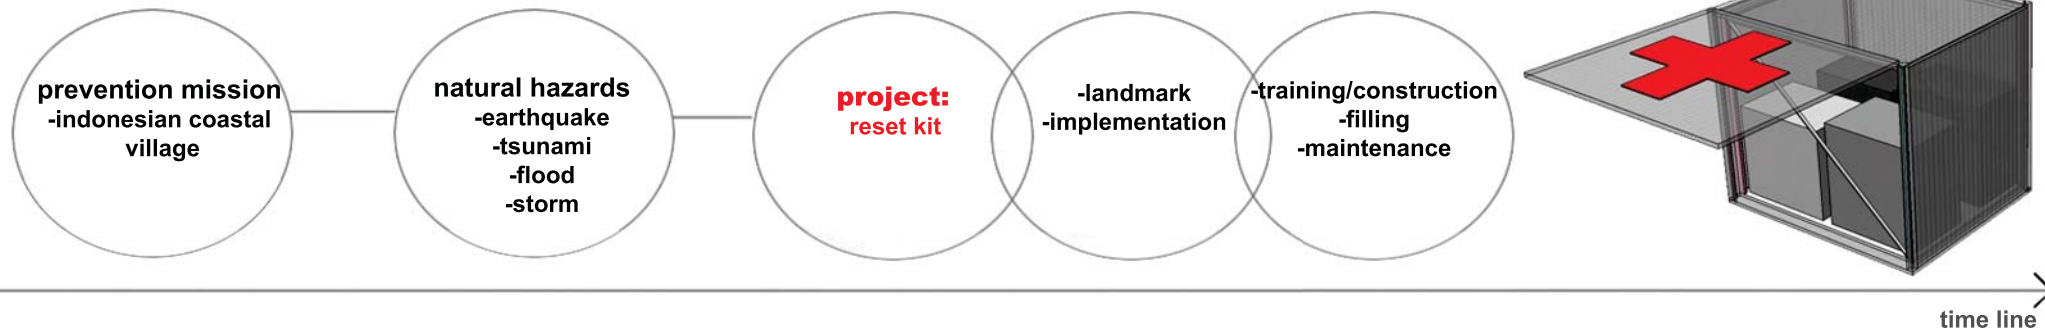 prevention mission
-indonesian coastal
village
natural hazards
-earthquake
-tsunami
-flood
-storm
project:
reset kit
-landmark
-implementation
-training/construction
-filling
-maintenance
time line